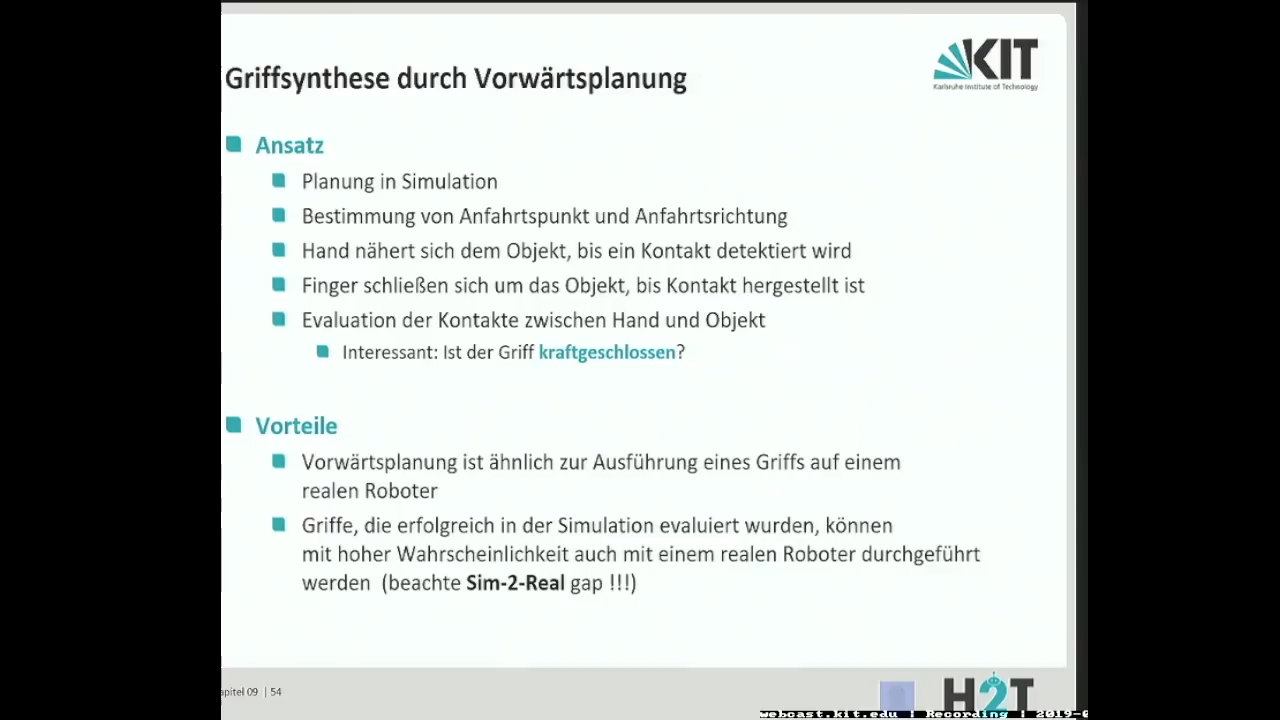 Griffsynthese durch Vorwärtsplanung
KIT
Karlsruhe Institute of Technology
Ansatz
Planung in Simulation
Bestimmung von Anfahrtspunkt und Anfahrtsrichtung
Hand nähert sich dem Objekt, bis ein Kontakt detektiert wird
Finger schließen sich um das Objekt, bis Kontakt hergestellt ist
Evaluation der Kontakte zwischen Hand und Objekt
Interessant: Ist der Griff kraftgeschlossen?
Vorteile
Vorwärtsplanung ist ähnlich zur Ausführung eines Griffs auf einem
realen Roboter
Griffe, die erfolgreich in der Simulation evaluiert wurden, können
mit hoher Wahrscheinlichkeit auch mit einem realen Roboter durchgeführt
werden (beachte Sim-2-Real gap !!!)
apitel 09 | 54
H2T
webcast.kit.edu | Recording | 2019-0